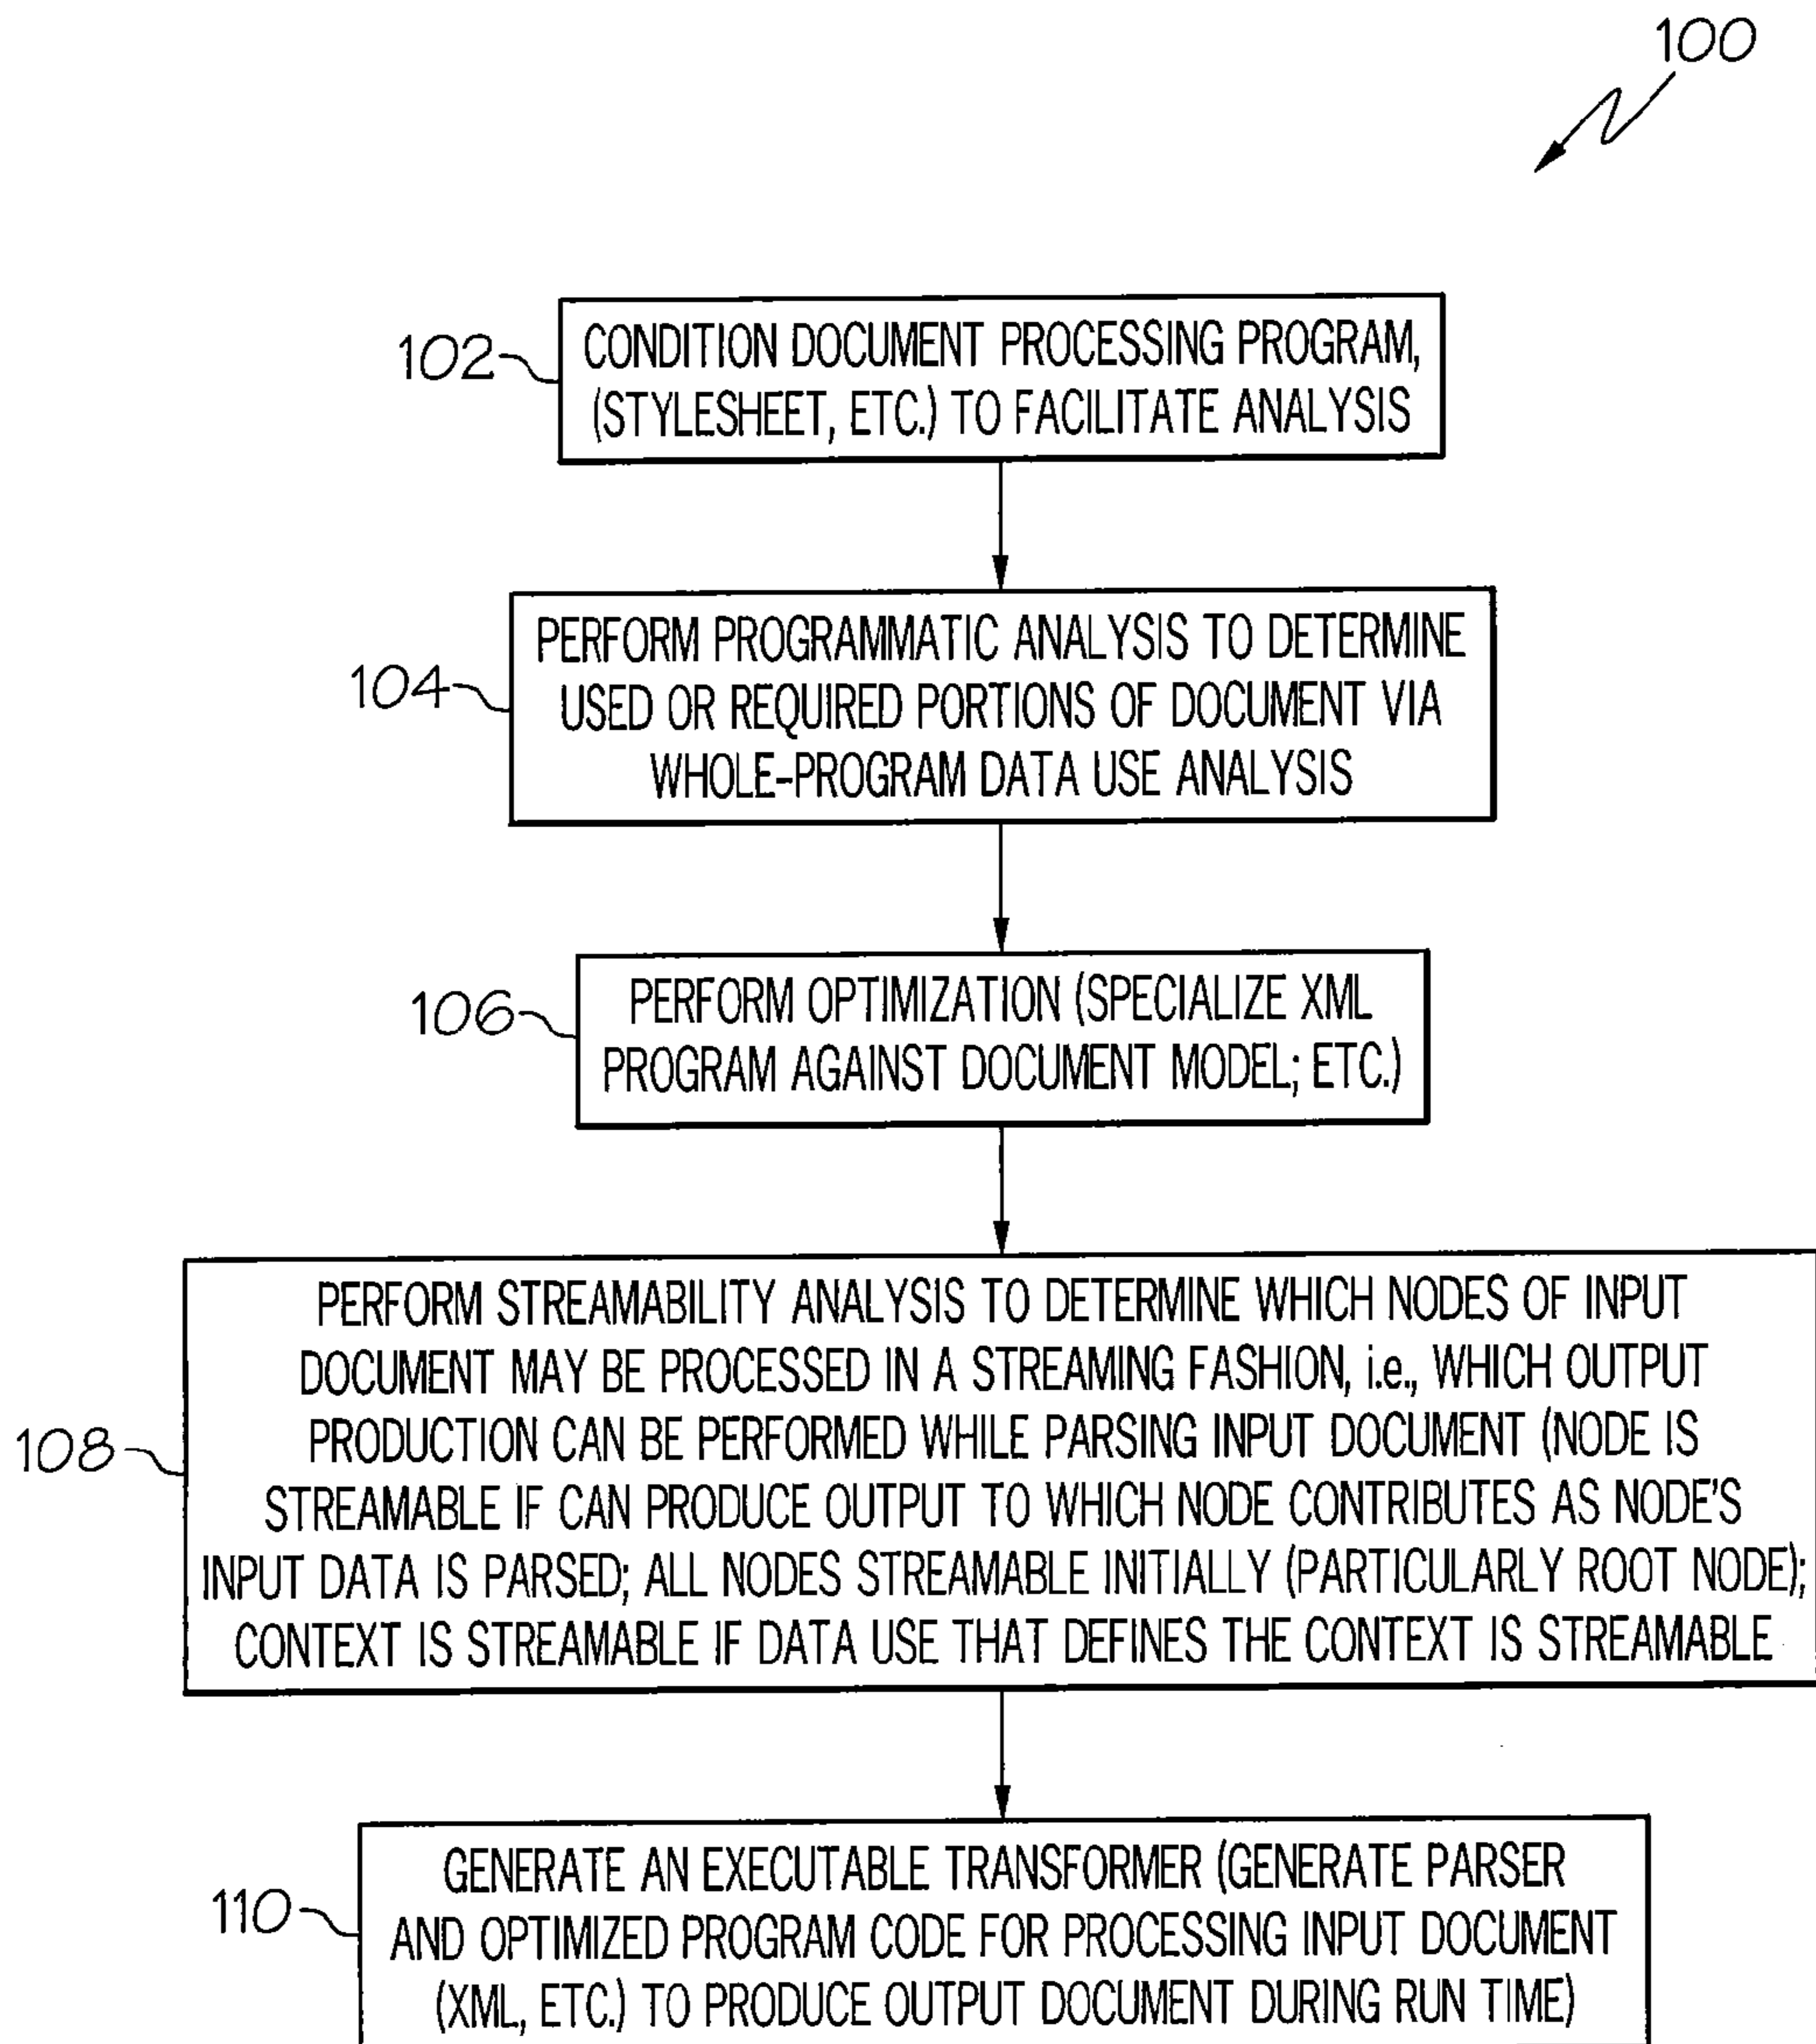 100
102
CONDITION DOCUMENT PROCESSING PROGRAM,
(STYLESHEET, ETC.) TO FACILITATE ANALYSIS
104
PERFORM PROGRAMMATIC ANALYSIS TO DETERMINE
USED OR REQUIRED PORTIONS OF DOCUMENT VIA
WHOLE-PROGRAM DATA USE ANALYSIS
106
PERFORM OPTIMIZATION (SPECIALIZE XML
PROGRAM AGAINST DOCUMENT MODEL; ETC.)
108
PERFORM STREAMABILITY ANALYSIS TO DETERMINE WHICH NODES OF INPUT
DOCUMENT MAY BE PROCESSED IN A STREAMING FASHION, i.e., WHICH OUTPUT
PRODUCTION CAN BE PERFORMED WHILE PARSING INPUT DOCUMENT (NODE IS
STREAMABLE IF CAN PRODUCE OUTPUT TO WHICH NODE CONTRIBUTES AS NODE'S
INPUT DATA IS PARSED; ALL NODES STREAMABLE INITIALLY (PARTICULARLY ROOT NODE);
CONTEXT IS STREAMABLE IF DATA USE THAT DEFINES THE CONTEXT IS STREAMABLE
110
GENERATE AN EXECUTABLE TRANSFORMER (GENERATE PARSER
AND OPTIMIZED PROGRAM CODE FOR PROCESSING INPUT DOCUMENT
(XML, ETC.) TO PRODUCE OUTPUT DOCUMENT DURING RUN TIME)